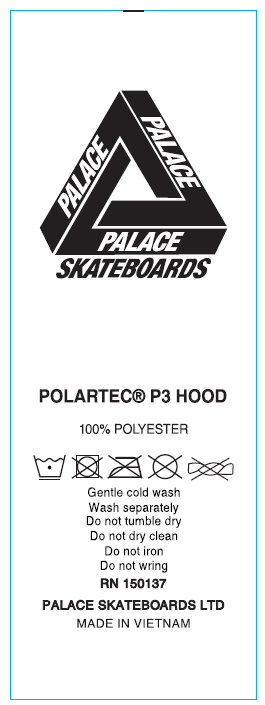 PALACE
PALACE
PALACE
SKATEBOARDS
POLARTEC® P3 HOOD
100% POLYESTER
Gentle cold wash
Wash separately
Do not tumble dry
Do not dry clean
Do not iron
Do not wring
RN 150137
PALACE SKATEBOARDS LTD
MADE IN VIETNAM